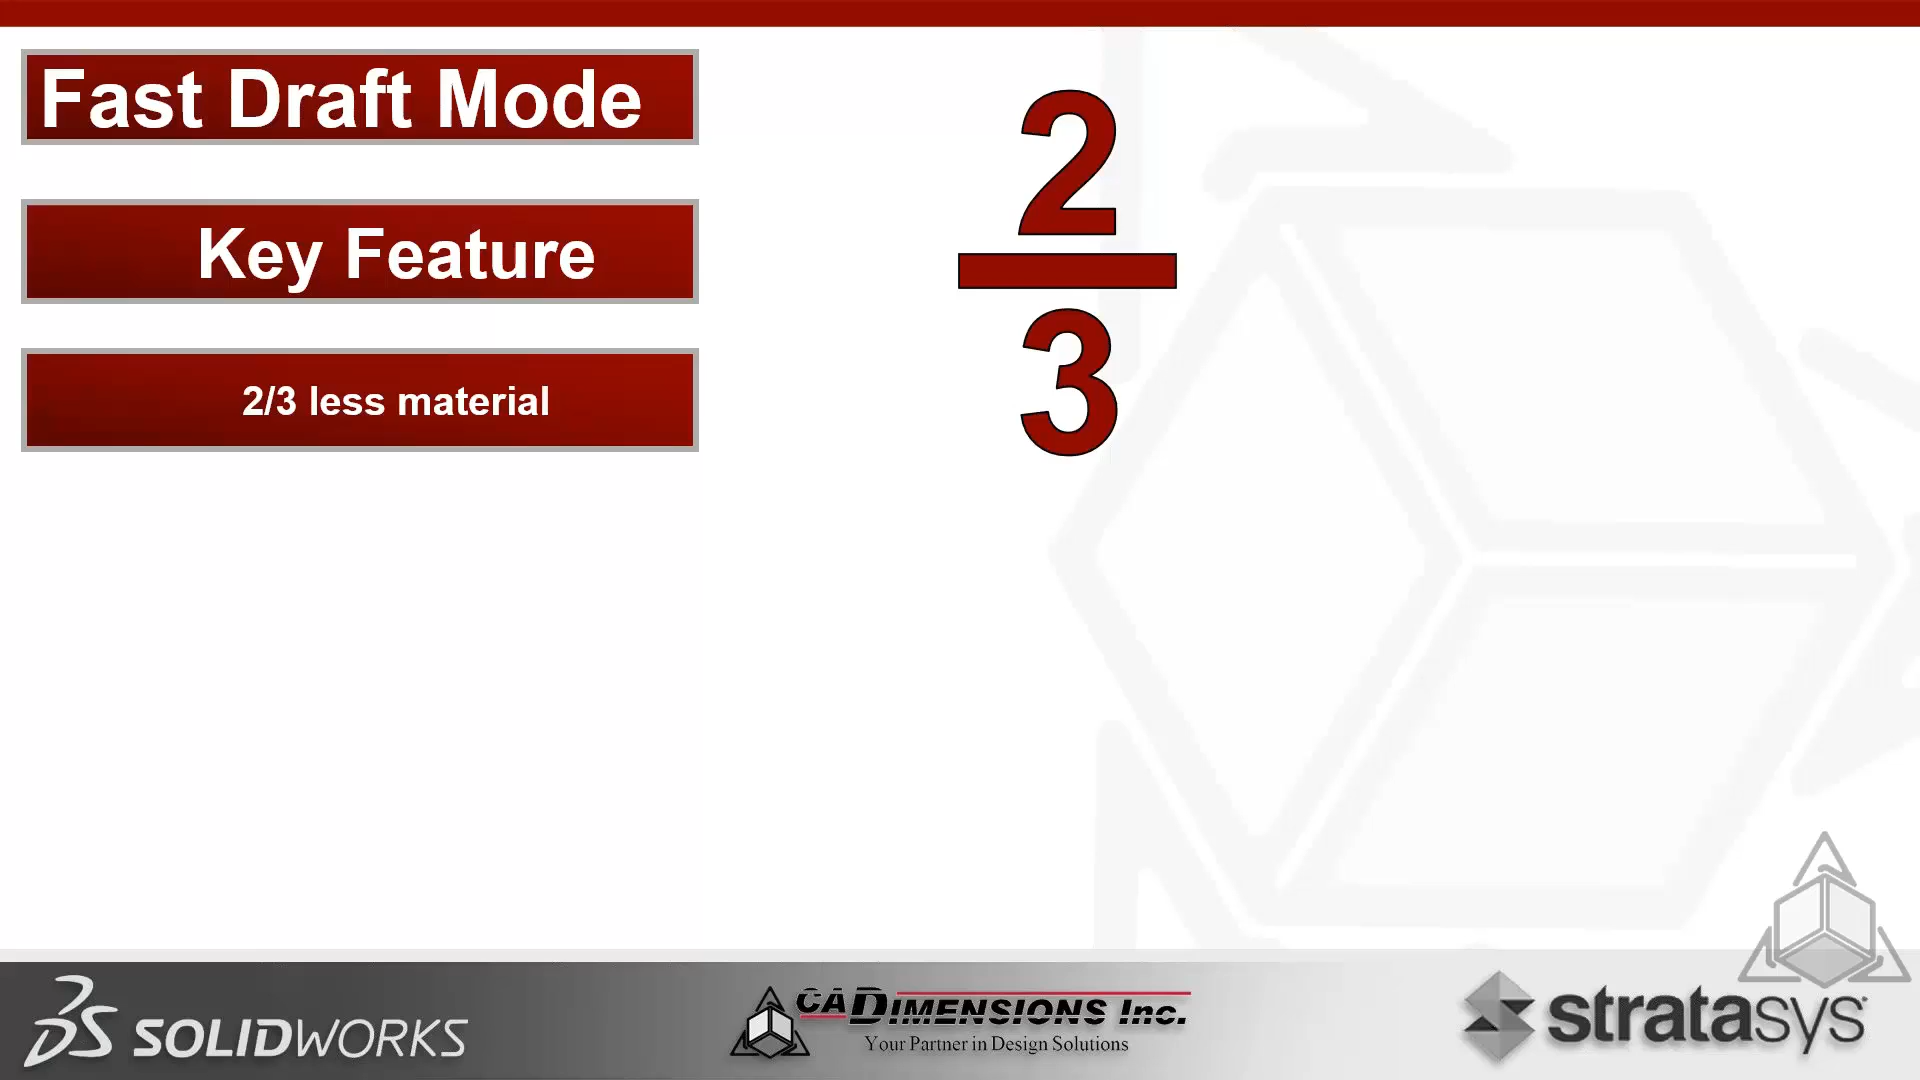 Fast Draft Mode
Key Feature
2/3 less material
2
3
SOLIDWORKS
CADIMENSIONS Inc.
Your Partner in Design Solutions
stratasys